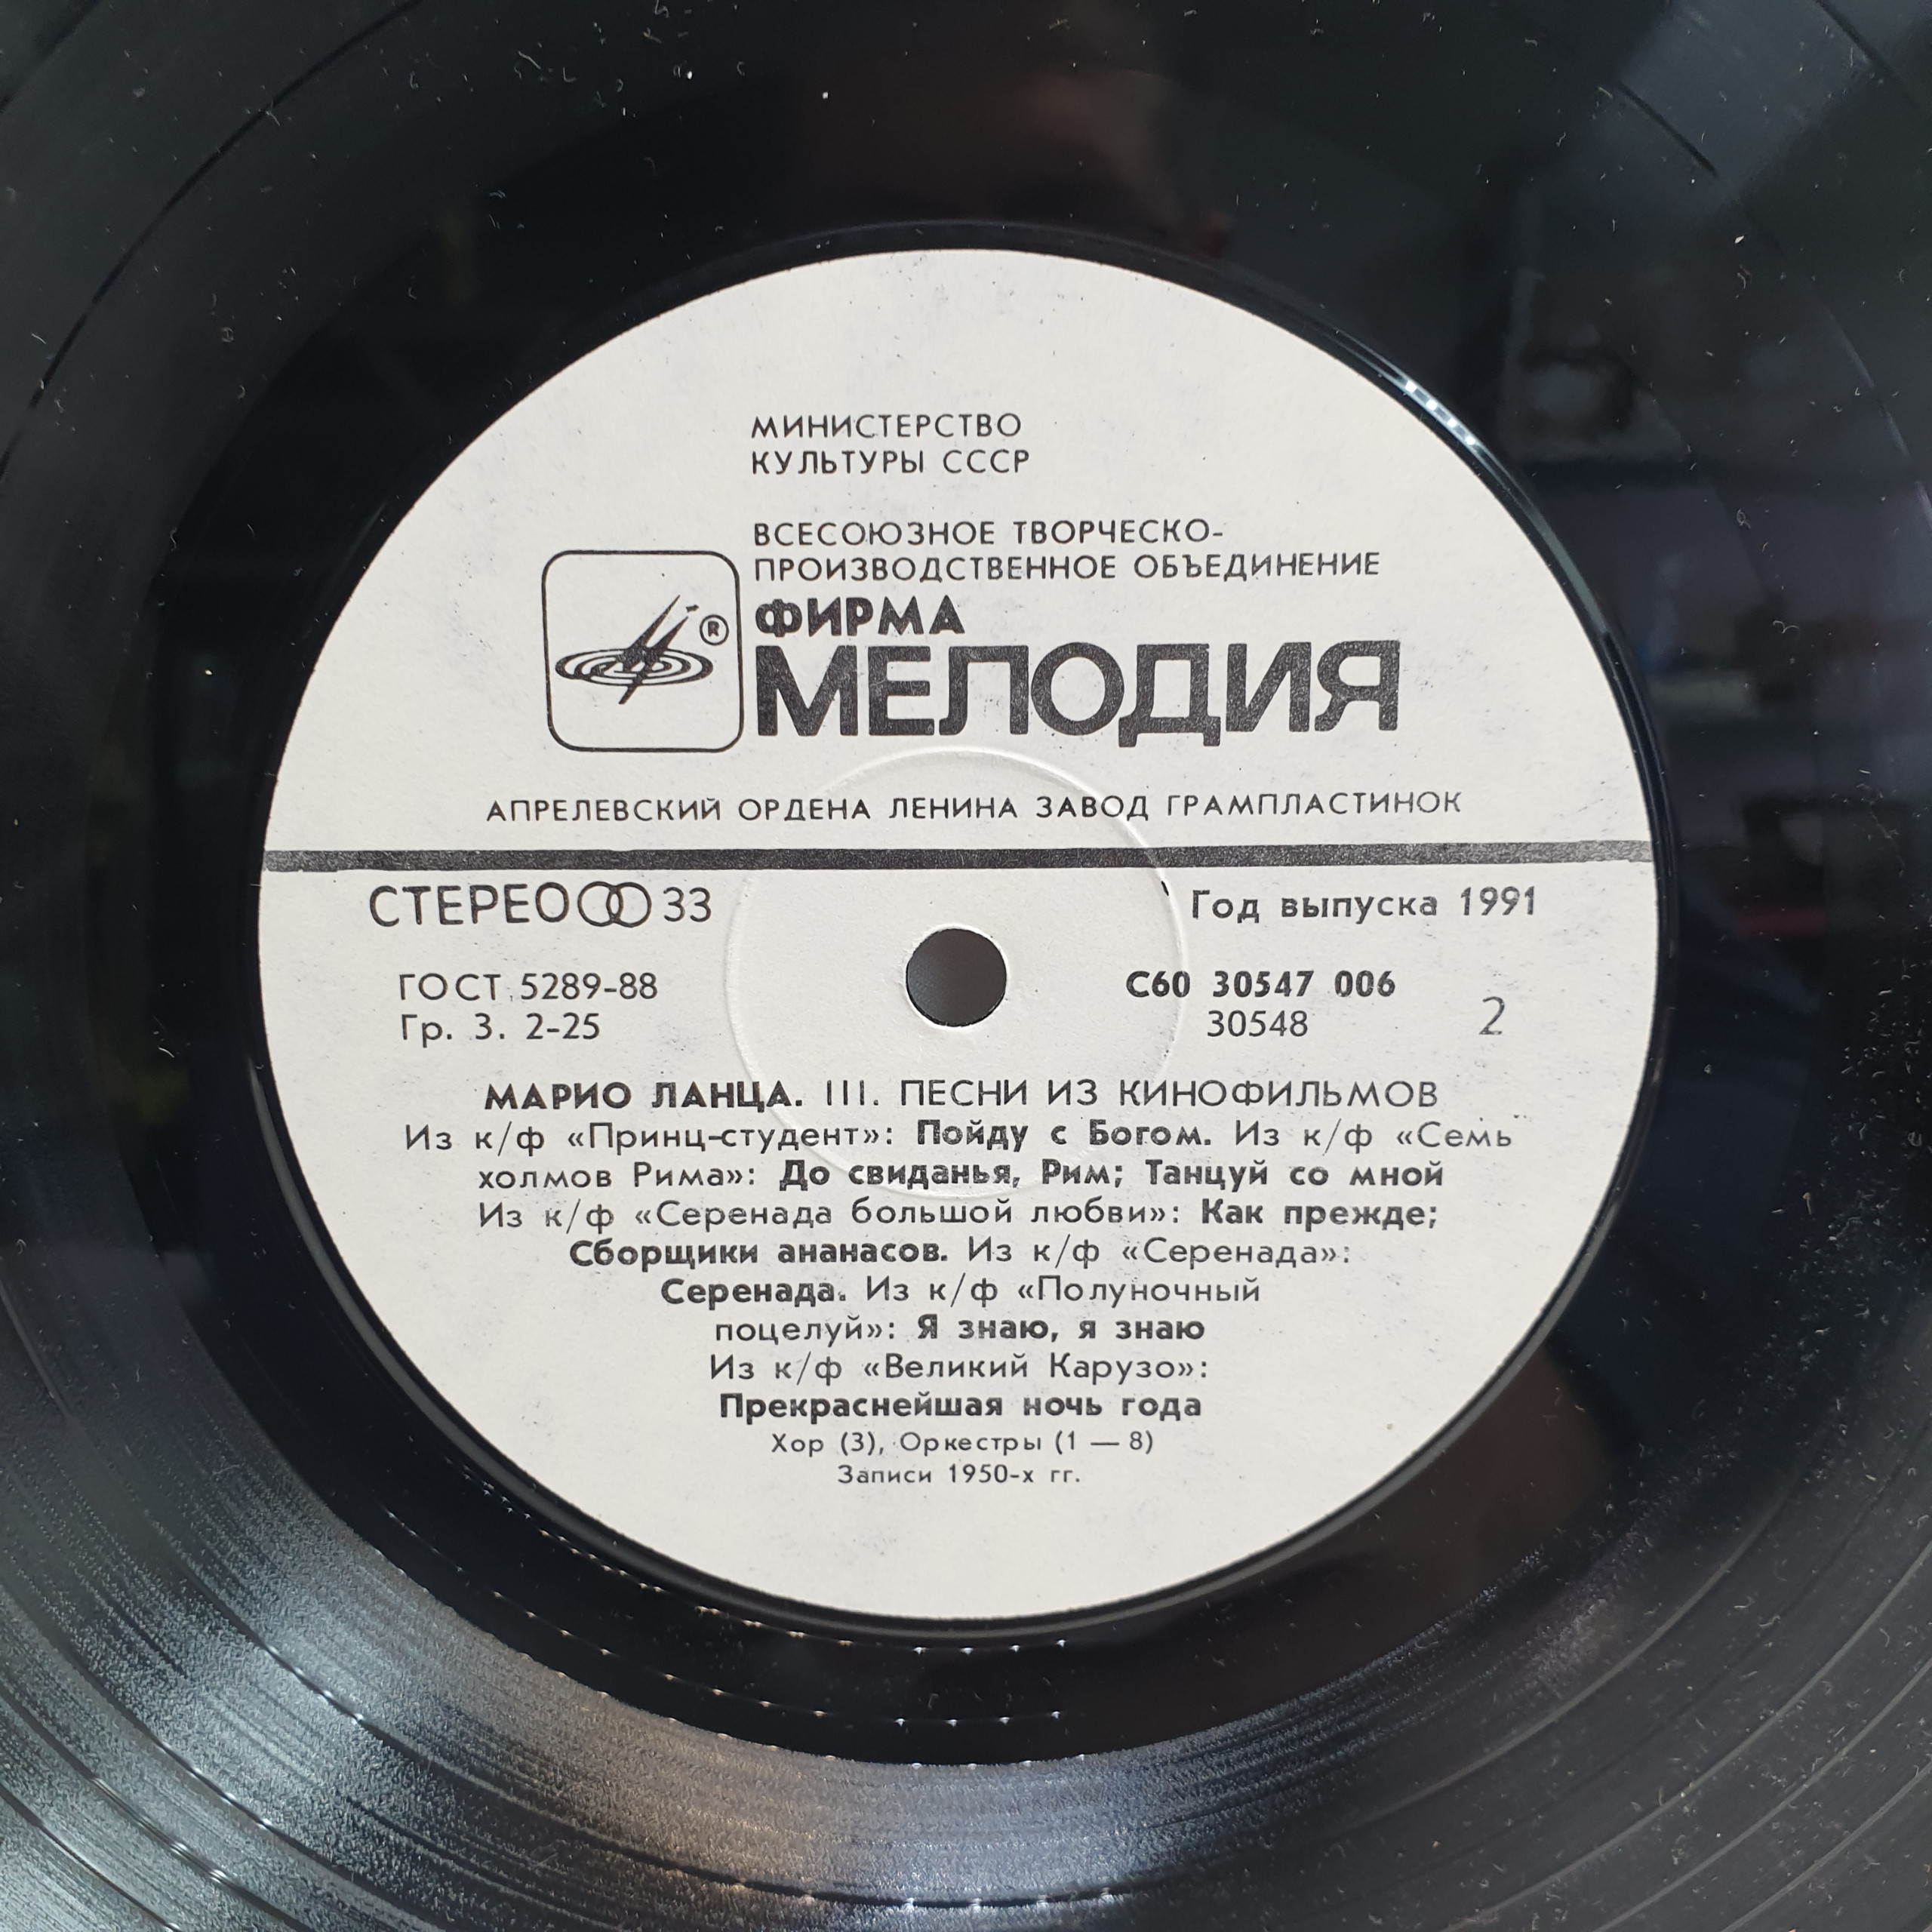 МИНИСТЕРСТВО
КУЛЬТУРЫ СССР
ВСЕСОЮЗНОЕ ТВОРЧЕСКО-
ПРОИЗВОДСТВЕННОЕ ОБЪЕДИНЕНИЕ
ФИРМА
® МЕЛОДИЯ
АПРЕЛЕВСКИЙ ОРДЕНА ЛЕНИНА ЗАВОД ГРАМПЛАСТИНОК
СТЕРЕО 33 Год выпуска 1991
ГОСТ 5289-88 С60 30547 006
Гр. 3. 2-25 30548 2
МАРИО ЛАНЦА. III. ПЕСНИ ИЗ КИНОФИЛЬМОВ
Из к/ф «Принц-студент»: Пойду с Богом. Из к/ф «Семь
холмов Рима»: До свиданья, Рим; Танцуй со мной
Из к/ф «Серенада большой любви»: Как прежде;
Сборщики ананасов. Из к/ф «Серенада»:
Серенада. Из к/ф «Полуночный
поцелуй»: Я знаю, я знаю
Из к/ф «Великий Карузо»:
Прекраснейшая ночь года
Хор (3), Оркестры (1 — 8)
Записи 1950-х гг.